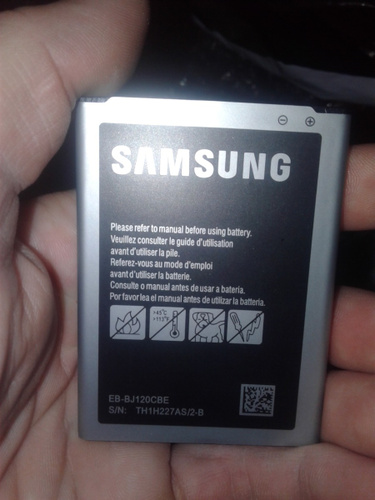 SAMSUNG
Please refer to manual before using battery.
Veuillez consulter le guide d'utilisation
avant d'utiliser la pile.
Referez-vous au mode d'emploi
avant d'utiliser la batterie.
Consulte o manual antes de usar a bateria.
Por favor lea el manual antes de utilizar la batería.
+45°C
+113°F
EB-BJ120CBE
S/N: TH1H227AS/2-B